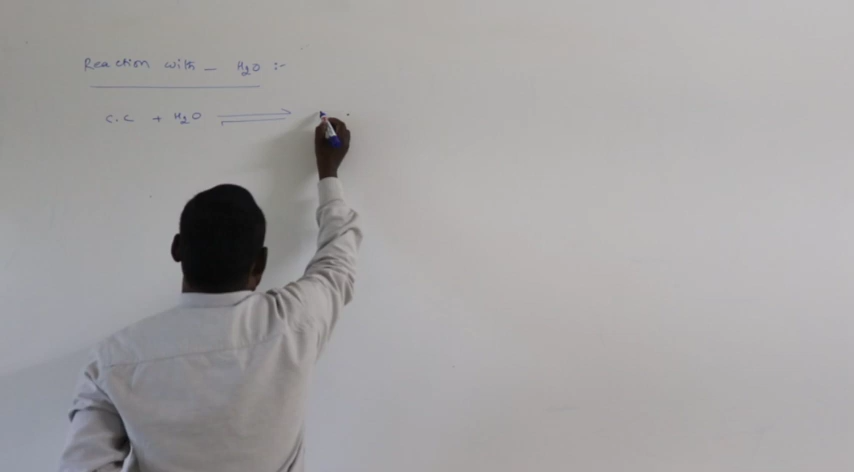 Reaction with - H2O :-
C.C + H2O ⇌